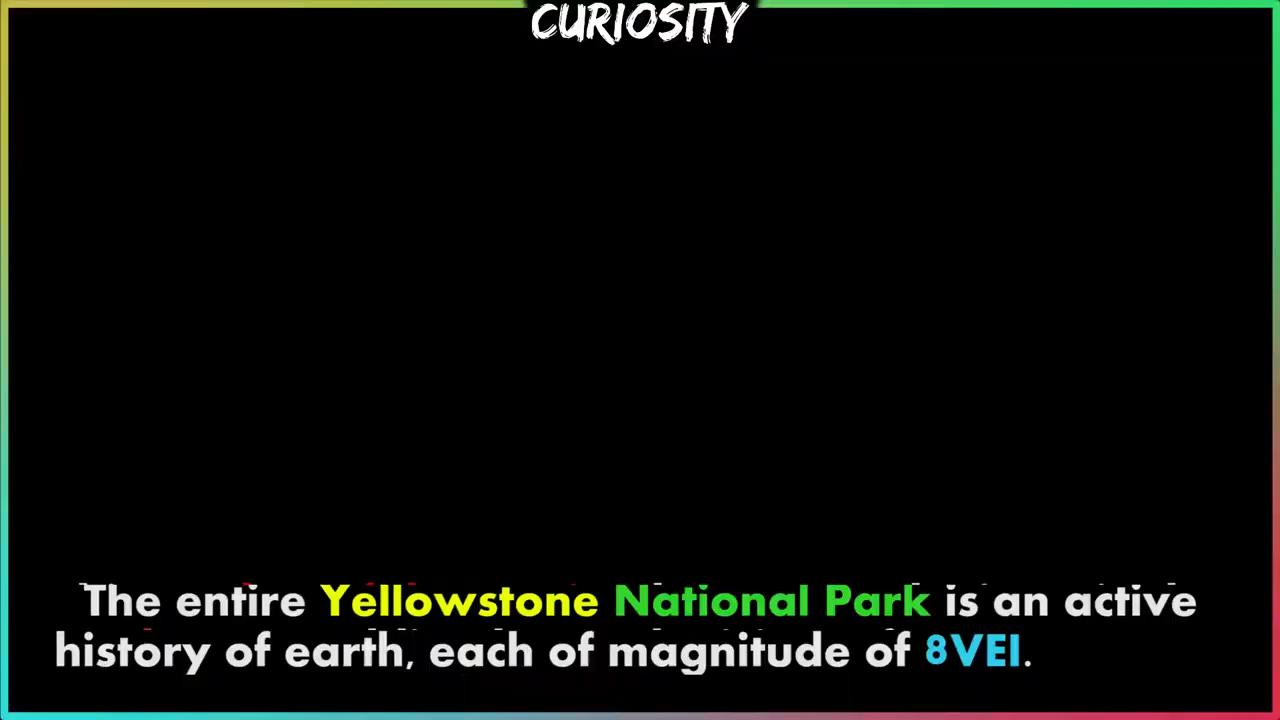 CURIOSITY
The entire Yellowstone National Park is an active
history of earth, each of magnitude of 8VEI.